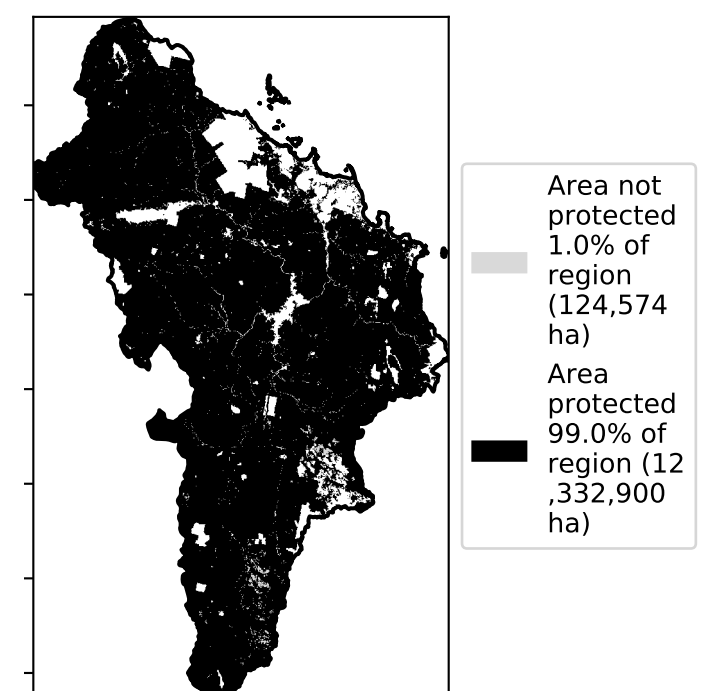 Area not
protected
1.0% of
region
(124,574
ha)
Area
protected
99.0% of
region (12
,332,900
ha)